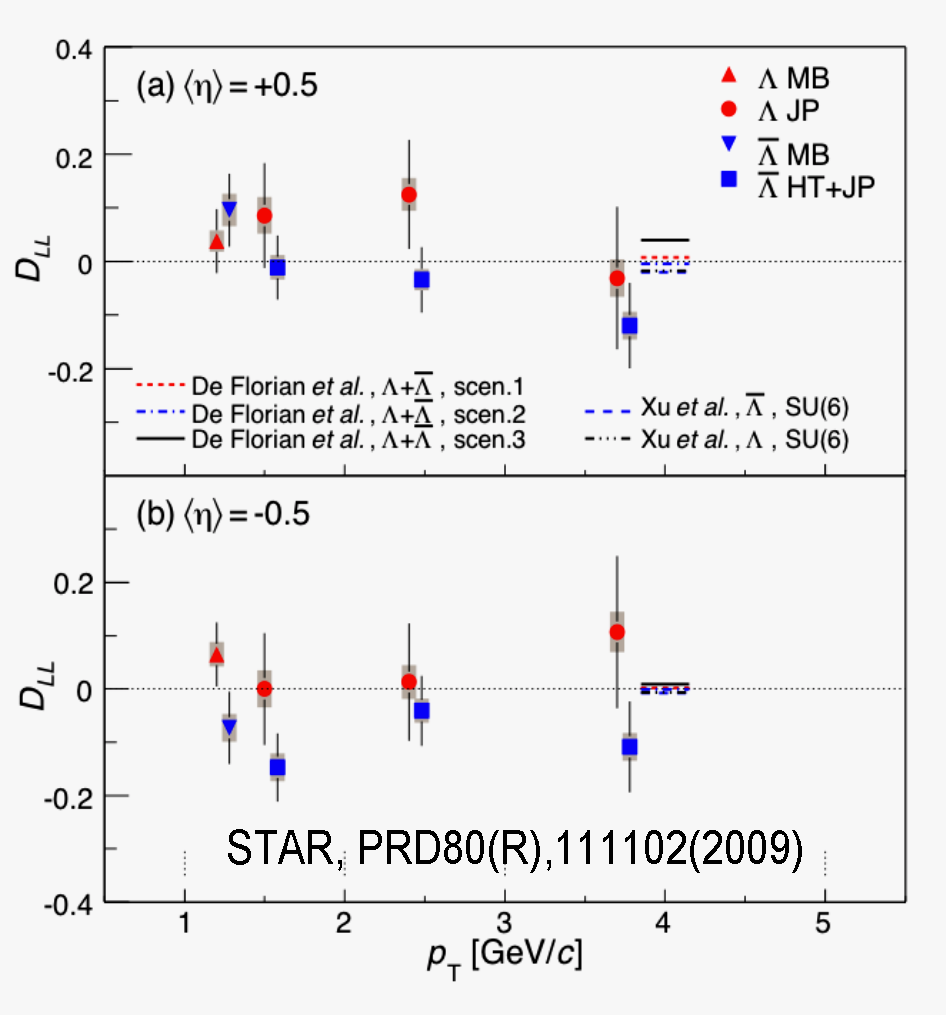 0.4
(a) ⟨η⟩ = +0.5
Λ MB
Λ JP
Λ̅ MB
Λ̅ HT+JP
0.2
0
-0.2
D_LL
De Florian et al. , Λ+Λ̅ , scen.1
De Florian et al. , Λ+Λ̅ , scen.2
De Florian et al. , Λ+Λ̅ , scen.3
Xu et al. , Λ̅ , SU(6)
Xu et al. , Λ , SU(6)
(b) ⟨η⟩ = -0.5
0.2
0
-0.2
-0.4
D_LL
STAR, PRD80(R),111102(2009)
1 2 3 4 5
p_T [GeV/c]